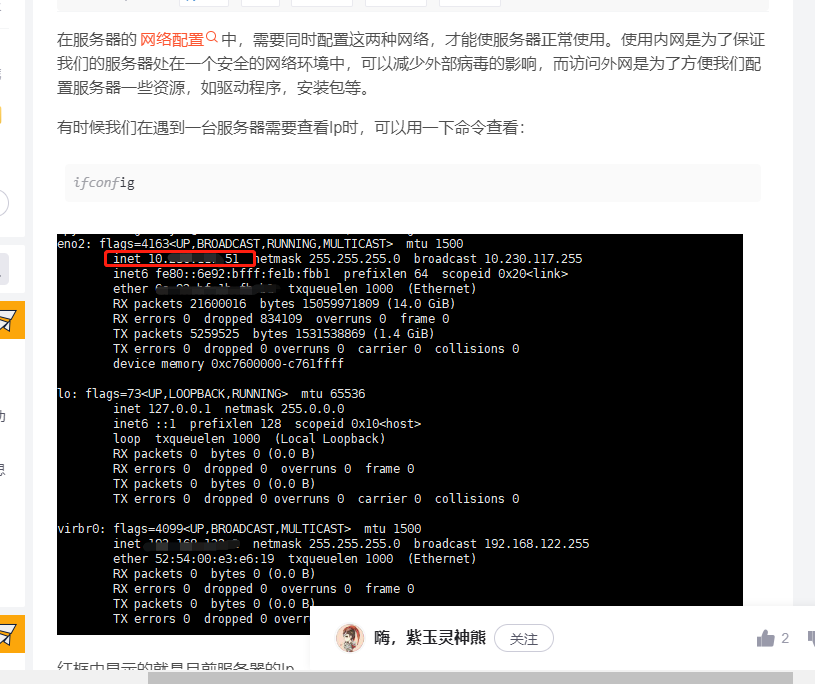 在服务器的 网络配置 中，需要同时配置这两种网络，才能使服务器正常使用。使用内网是为了保证
我们的服务器处在一个安全的网络环境中，可以减少外部病毒的影响，而访问外网是为了方便我们配
置服务器一些资源，如驱动程序，安装包等。
有时候我们在遇到一台服务器需要查看Ip时，可以用一下命令查看：
ifconfig
eno2: flags=4163<UP,BROADCAST,RUNNING,MULTICAST> mtu 1500
inet 10. 51 netmask 255.255.255.0 broadcast 10.230.117.255
inet6 fe80::6e92:bfff:fe1b:fbb1 prefixlen 64 scopeid 0x20<link>
ether txqueuelen 1000 (Ethernet)
RX packets 21600016 bytes 15059971809 (14.0 GiB)
RX errors 0 dropped 834109 overruns 0 frame 0
TX packets 5259525 bytes 1531538869 (1.4 GiB)
TX errors 0 dropped 0 overruns 0 carrier 0 collisions 0
device memory 0xc7600000-c761ffff
lo: flags=73<UP,LOOPBACK,RUNNING> mtu 65536
inet 127.0.0.1 netmask 255.0.0.0
inet6 ::1 prefixlen 128 scopeid 0x10<host>
loop txqueuelen 1000 (Local Loopback)
RX packets 0 bytes 0 (0.0 B)
RX errors 0 dropped 0 overruns 0 frame 0
TX packets 0 bytes 0 (0.0 B)
TX errors 0 dropped 0 overruns 0 carrier 0 collisions 0
virbr0: flags=4099<UP,BROADCAST,MULTICAST> mtu 1500
inet netmask 255.255.255.0 broadcast 192.168.122.255
ether 52:54:00:e3:e6:19 txqueuelen 1000 (Ethernet)
RX packets 0 bytes 0 (0.0 B)
RX errors 0 dropped 0 overruns 0 frame 0
TX packets 0 bytes 0 (0.0 B)
TX errors 0 dropped 0 overr
嗨，紫玉灵神熊 关注 2
红框中显示的就是目前服务器的Ip